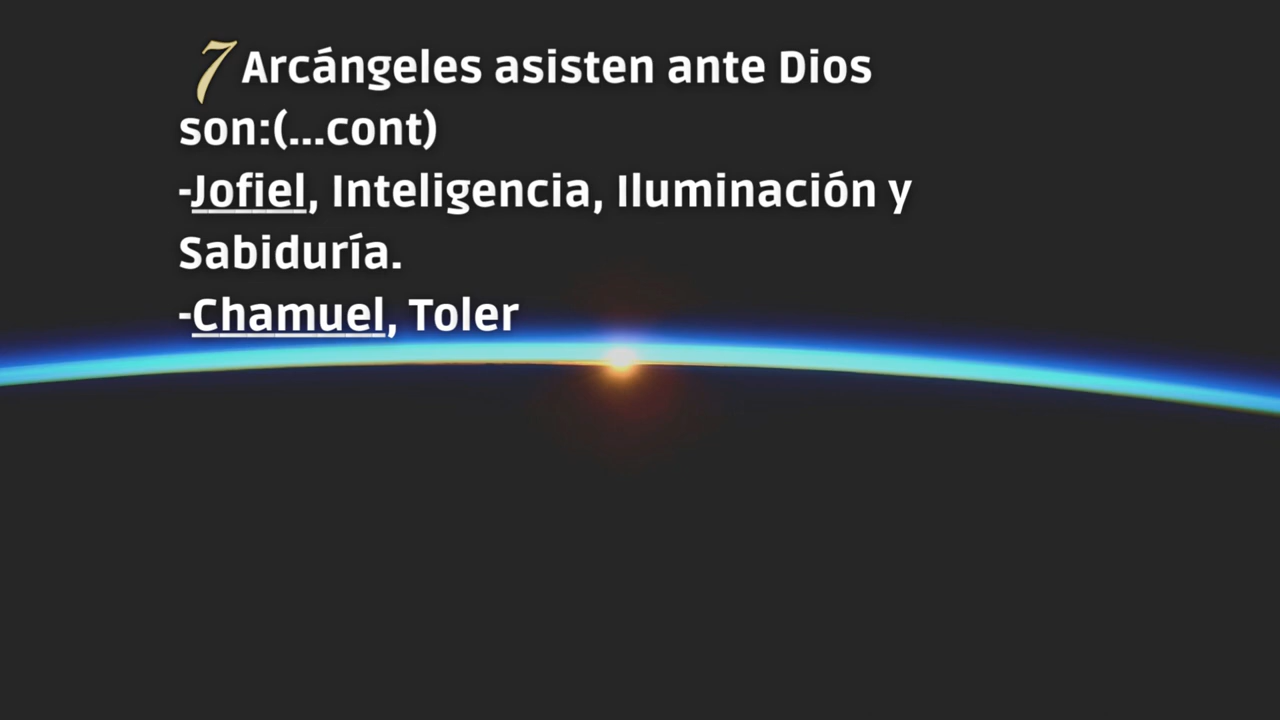 7 Arcángeles asisten ante Dios
son:(...cont)
-Jofiel, Inteligencia, Iluminación y
Sabiduría.
-Chamuel, Toler